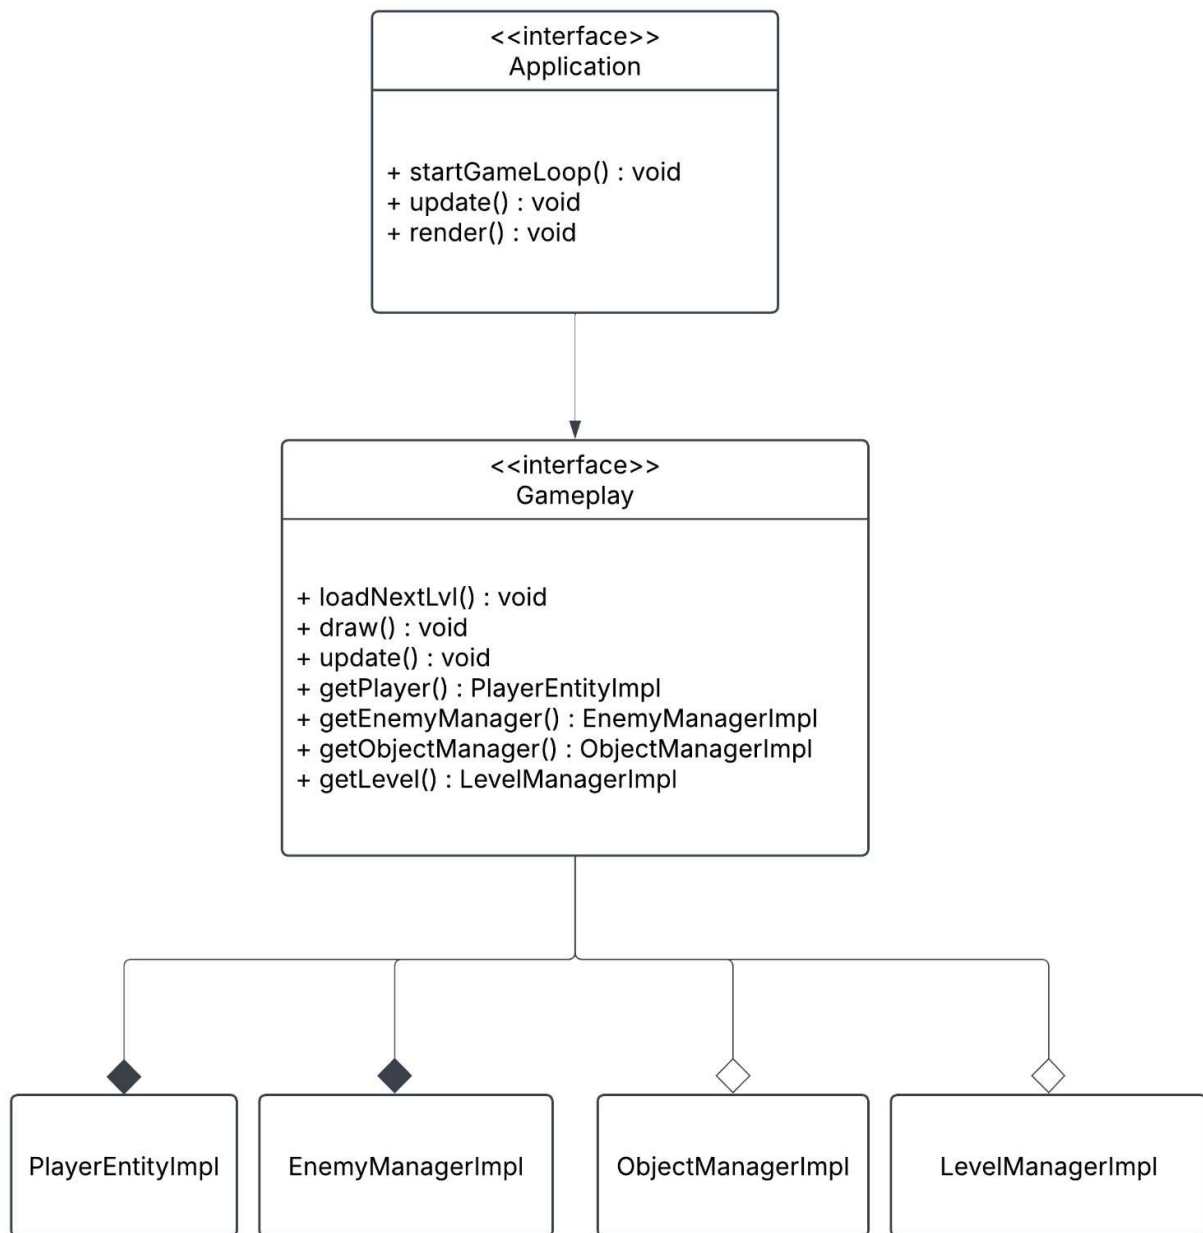 <<interface>>
Application
+ startGameLoop() : void
+ update() : void
+ render() : void
<<interface>>
Gameplay
+ loadNextLvl() : void
+ draw() : void
+ update() : void
+ getPlayer() : PlayerEntityImpl
+ getEnemyManager() : EnemyManagerImpl
+ getObjectManager() : ObjectManagerImpl
+ getLevel() : LevelManagerImpl
PlayerEntityImpl
EnemyManagerImpl
ObjectManagerImpl
LevelManagerImpl